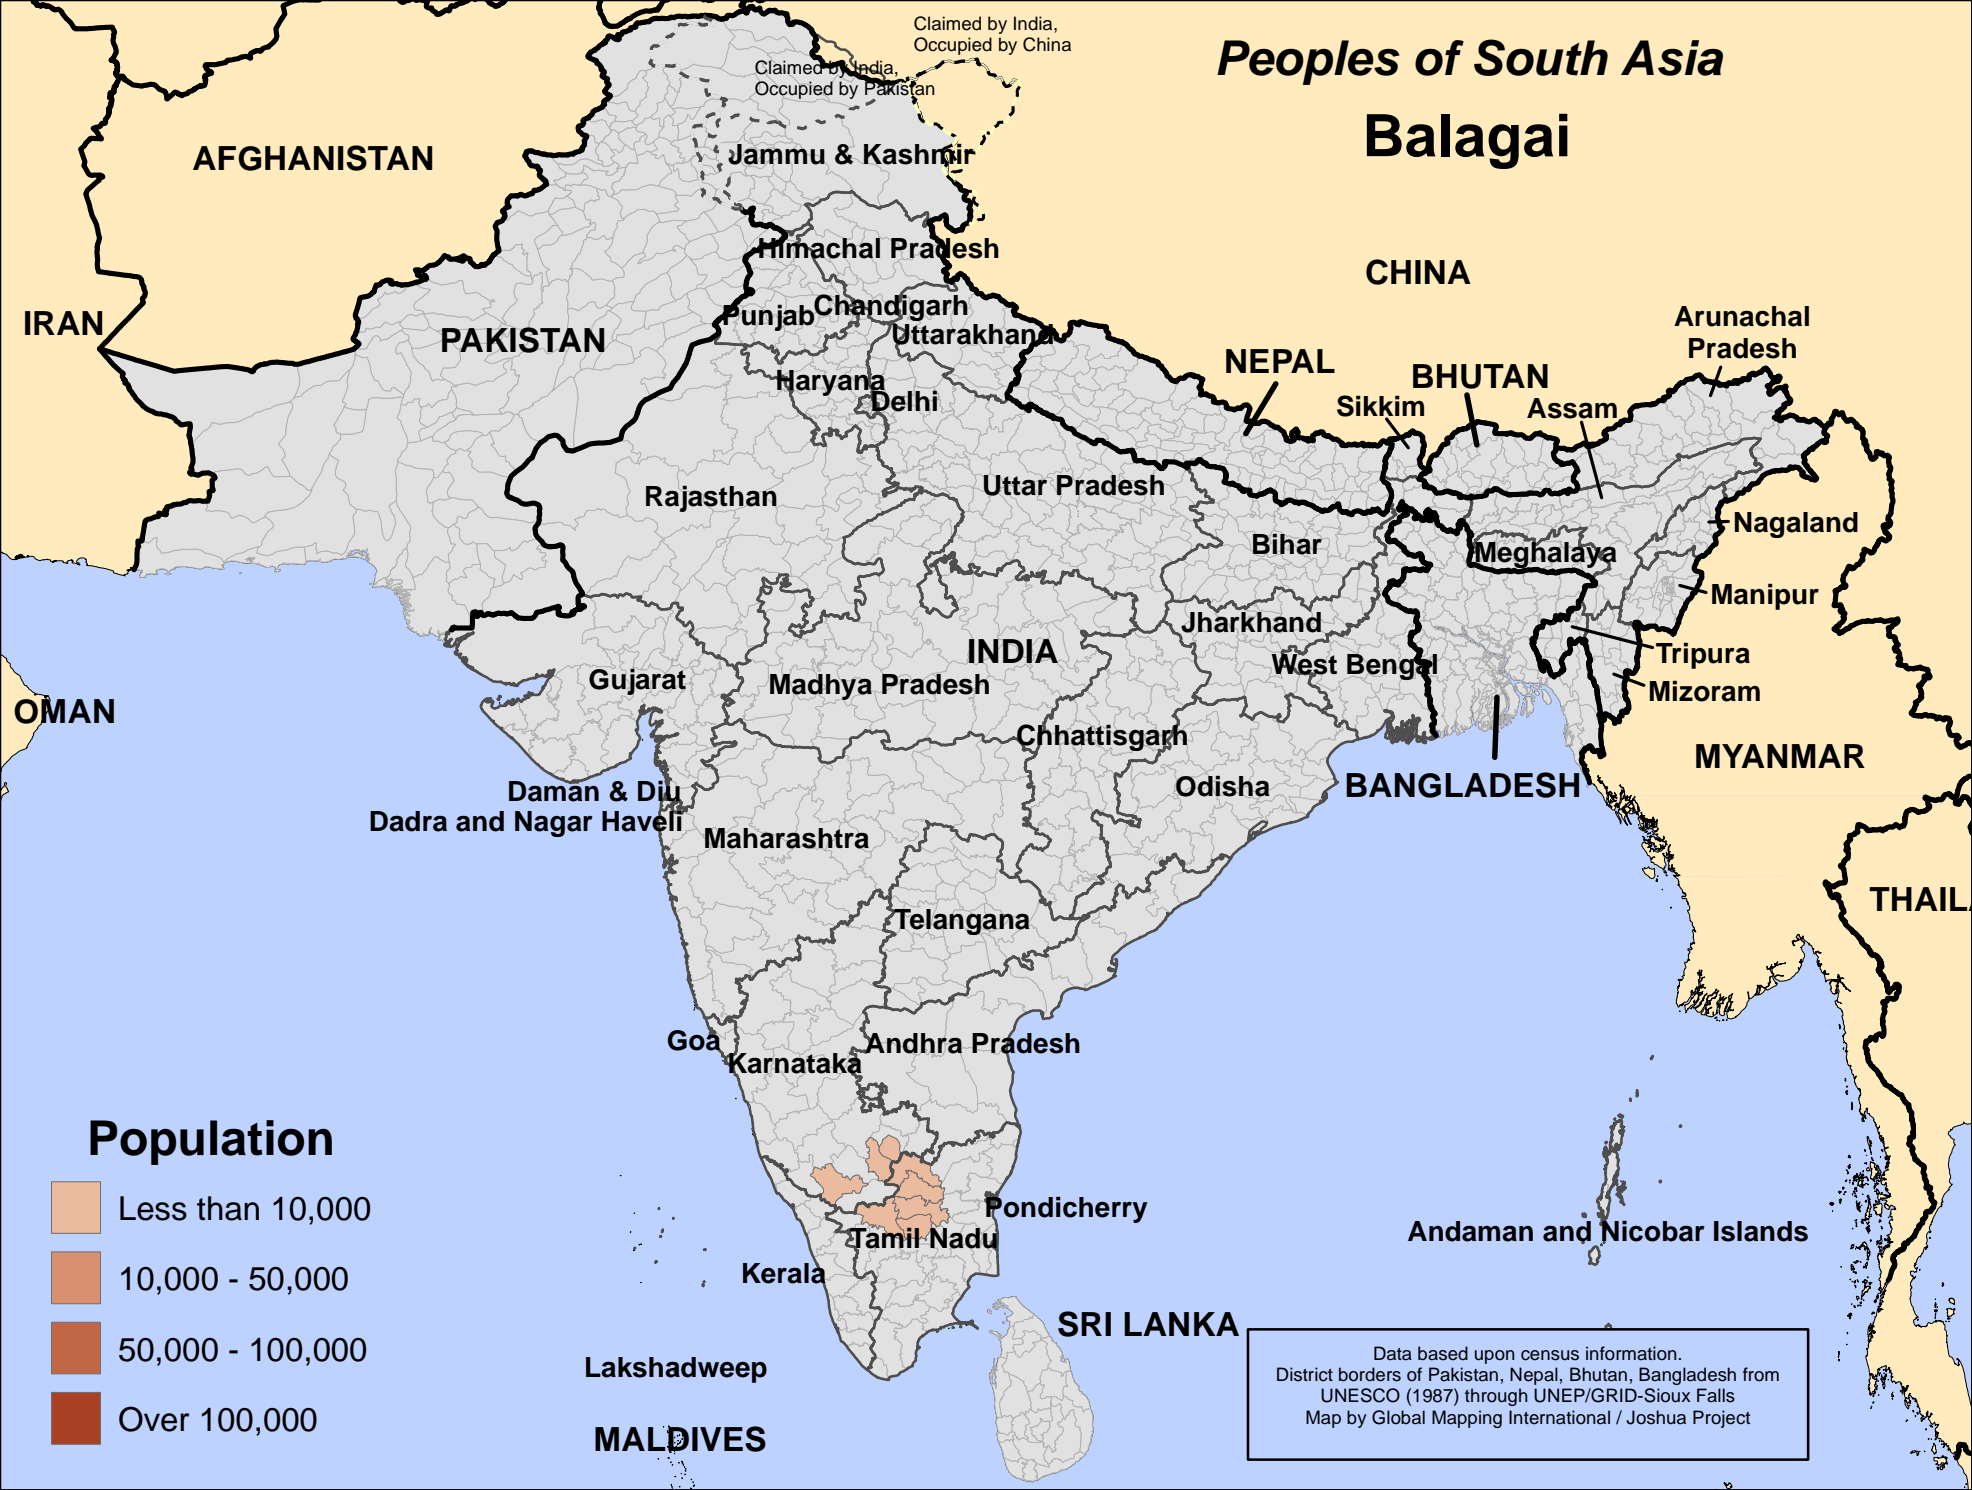 Claimed by India,
Occupied by China
Peoples of South Asia
Balagai
Claimed by India,
Occupied by Pakistan
AFGHANISTAN
Jammu & Kashmir
Himachal Pradesh
CHINA
IRAN
PAKISTAN
Punjab
Chandigarh
Uttarakhand
Arunachal
Pradesh
NEPAL
BHUTAN
Haryana
Delhi
Sikkim
Assam
Rajasthan
Uttar Pradesh
Bihar
Nagaland
Meghalaya
Manipur
Jharkhand
INDIA
West Bengal
Tripura
Gujarat
Madhya Pradesh
Mizoram
OMAN
Chhattisgarh
MYANMAR
Odisha
BANGLADESH
Daman & Diu
Dadra and Nagar Haveli
Maharashtra
THAIL
Telangana
Goa
Andhra Pradesh
Karnataka
Population
Less than 10,000
10,000 - 50,000
50,000 - 100,000
Over 100,000
Pondicherry
Tamil Nadu
Andaman and Nicobar Islands
Kerala
SRI LANKA
Lakshadweep
MALDIVES
Data based upon census information.
District borders of Pakistan, Nepal, Bhutan, Bangladesh from
UNESCO (1987) through UNEP/GRID-Sioux Falls
Map by Global Mapping International / Joshua Project